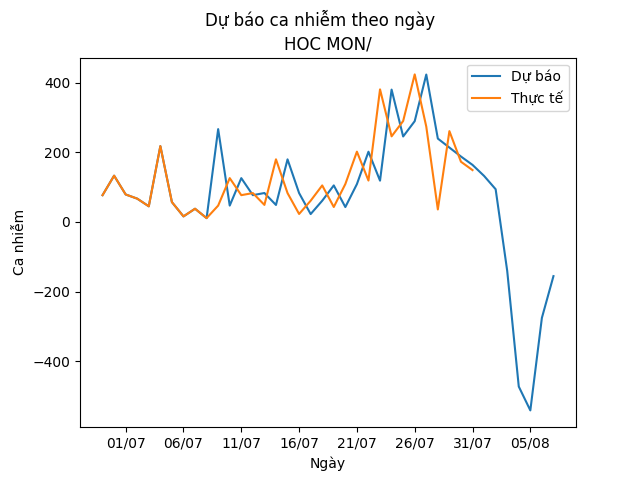 Dự báo ca nhiễm theo ngày
HOC MON/
Dự báo
Thực tế
400
200
0
−200
−400
Ca nhiễm
01/07 06/07 11/07 16/07 21/07 26/07 31/07 05/08
Ngày